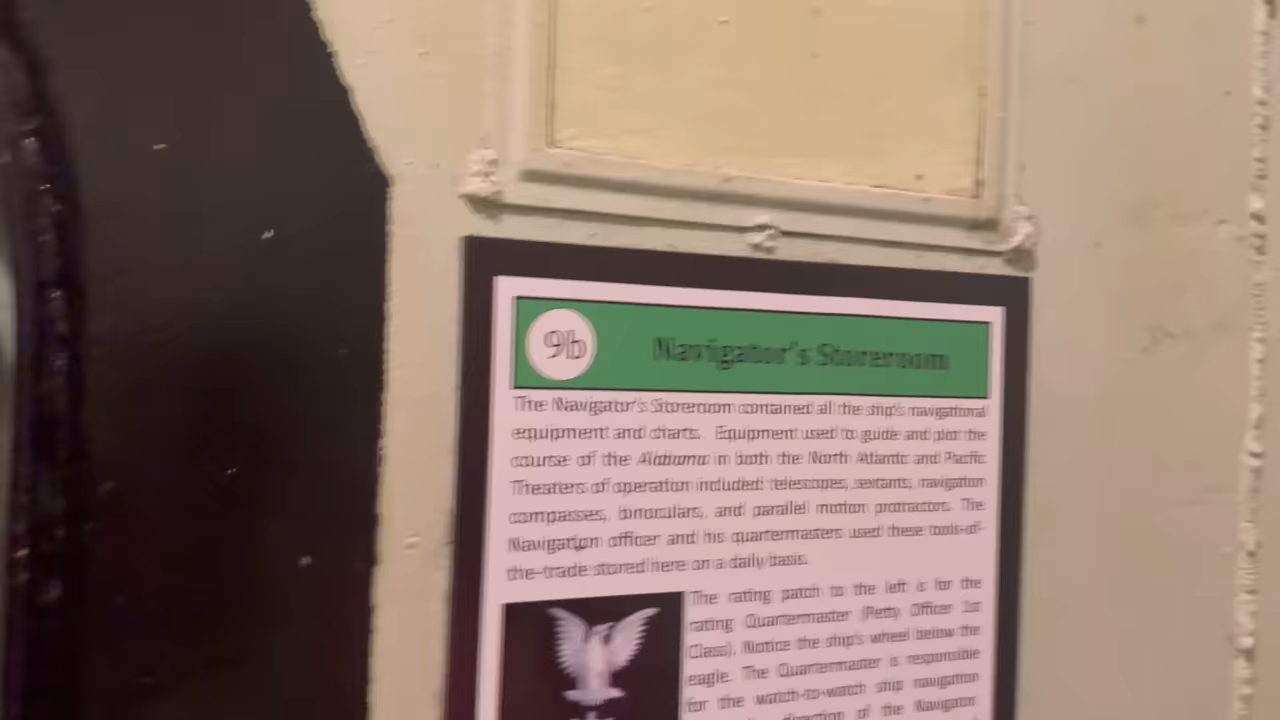 9b Navigator's Storeroom
The Navigator's Storeroom contained all the ship's navigational
equipment and charts. Equipment used to guide and plot the
course of the Alabama in both the North Atlantic and Pacific
Theaters of operation included telescopes, sextants, navigation
compasses, binoculars, and parallel motion protractors. The
Navigation officer and his quartermasters used these tools-of-
the-trade stored here on a daily basis.
The rating patch to the left is for the
rating Quartermaster (Petty Officer 1st
Class). Notice the ship's wheel below the
eagle. The Quartermaster is responsible
for the watch-to-watch ship navigation
direction of the Navigator